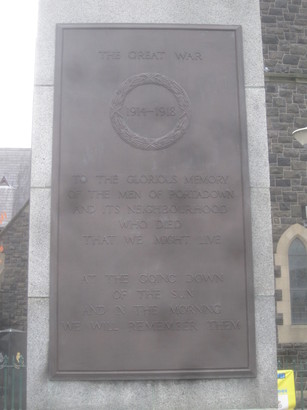 THE GREAT WAR
1914-1918
TO THE GLORIOUS MEMORY
OF THE MEN OF PORTADOWN
AND ITS NEIGHBOURHOOD
WHO DIED
THAT WE MIGHT LIVE
AT THE GOING DOWN
OF THE SUN
AND IN THE MORNING
WE WILL REMEMBER THEM